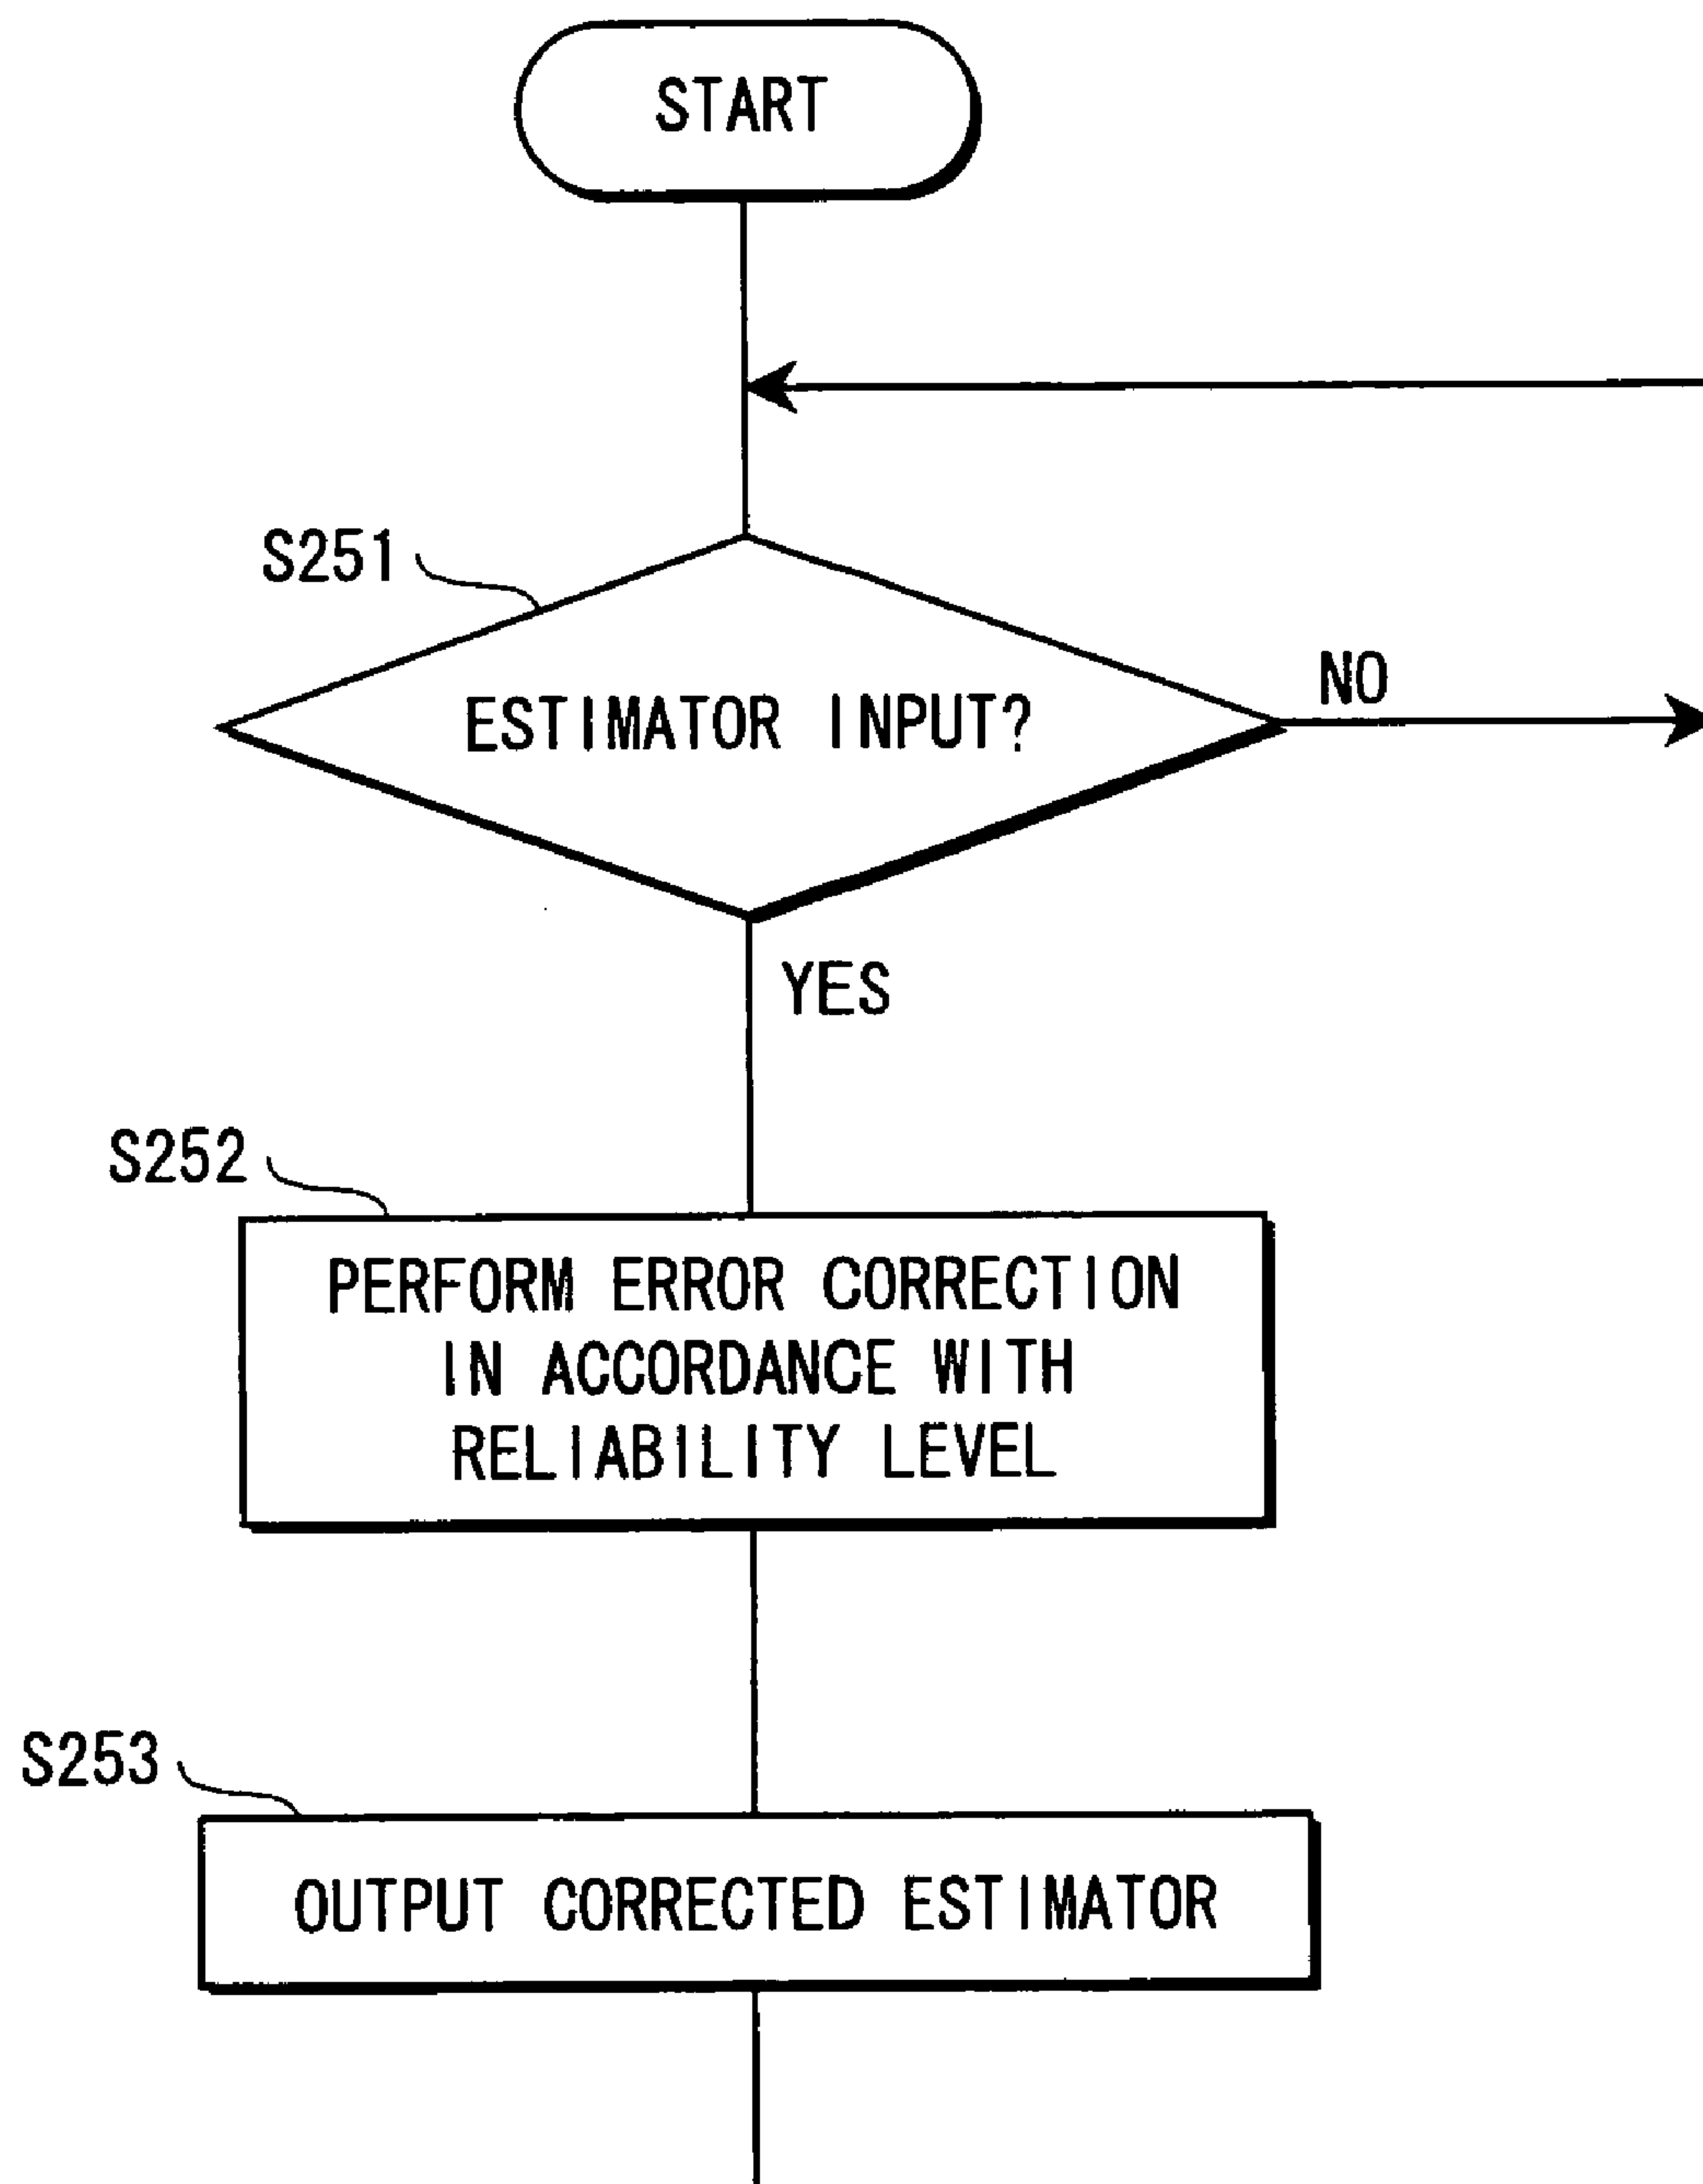 START
S251
ESTIMATOR INPUT?
NO
YES
S252
PERFORM ERROR CORRECTION
IN ACCORDANCE WITH
RELIABILITY LEVEL
S253
OUTPUT CORRECTED ESTIMATOR